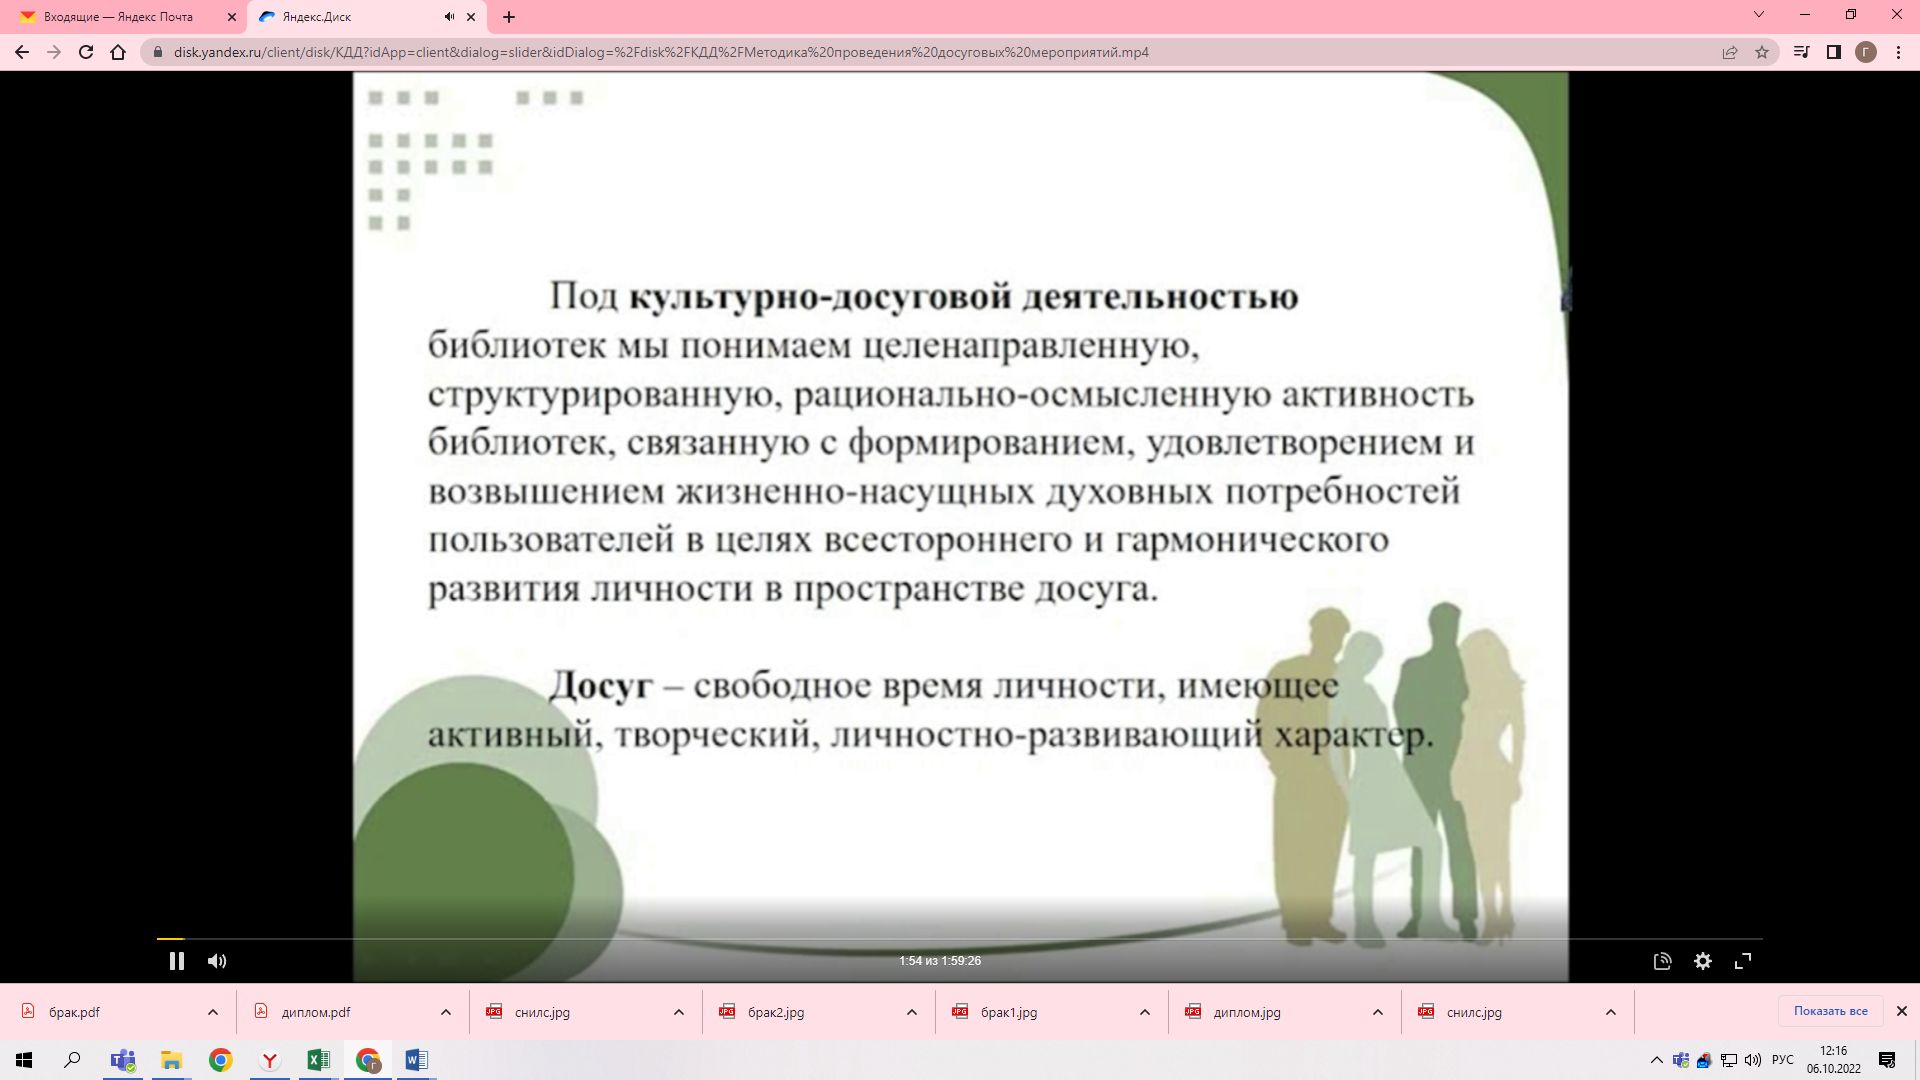 Входящие — Яндекс Почта
Яндекс.Диск
disk.yandex.ru/client/disk/КДД?idApp=client&dialog=slider&idDialog=%2Fdisk%2FКДД%2FМетодика%20проведения%20досуговых%20мероприятий.mp4
Г
Под культурно-досуговой деятельностью
библиотек мы понимаем целенаправленную,
структурированную, рационально-осмысленную активность
библиотек, связанную с формированием, удовлетворением и
возвышением жизненно-насущных духовных потребностей
пользователей в целях всестороннего и гармонического
развития личности в пространстве досуга.
Досуг – свободное время личности, имеющее
активный, творческий, личностно-развивающий характер.
1:54 из 1:59:26
брак.pdf
диплом.pdf
снилс.jpg
брак2.jpg
брак1.jpg
диплом.jpg
снилс.jpg
Показать все
РУС
12:16
06.10.2022